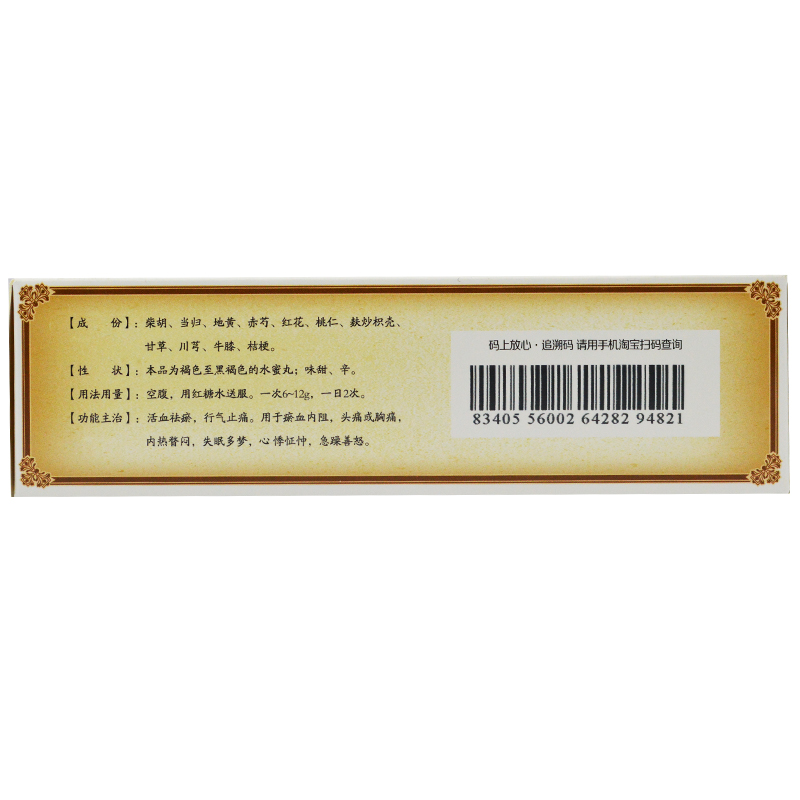 【成　份】：柴胡、当归、地黄、赤芍、红花、桃仁、麸炒枳壳、
甘草、川芎、牛膝、桔梗。
【性　状】：本品为褐色至黑褐色的水蜜丸；味甜、辛。
【用法用量】：空腹，用红糖水送服。一次6~12g，一日2次。
【功能主治】：活血祛瘀，行气止痛。用于瘀血内阻，头痛或胸痛，
内热瞀闷，失眠多梦，心悸怔忡，急躁善怒。
码上放心·追溯码 请用手机淘宝扫码查询
83405 56002 64282 94821